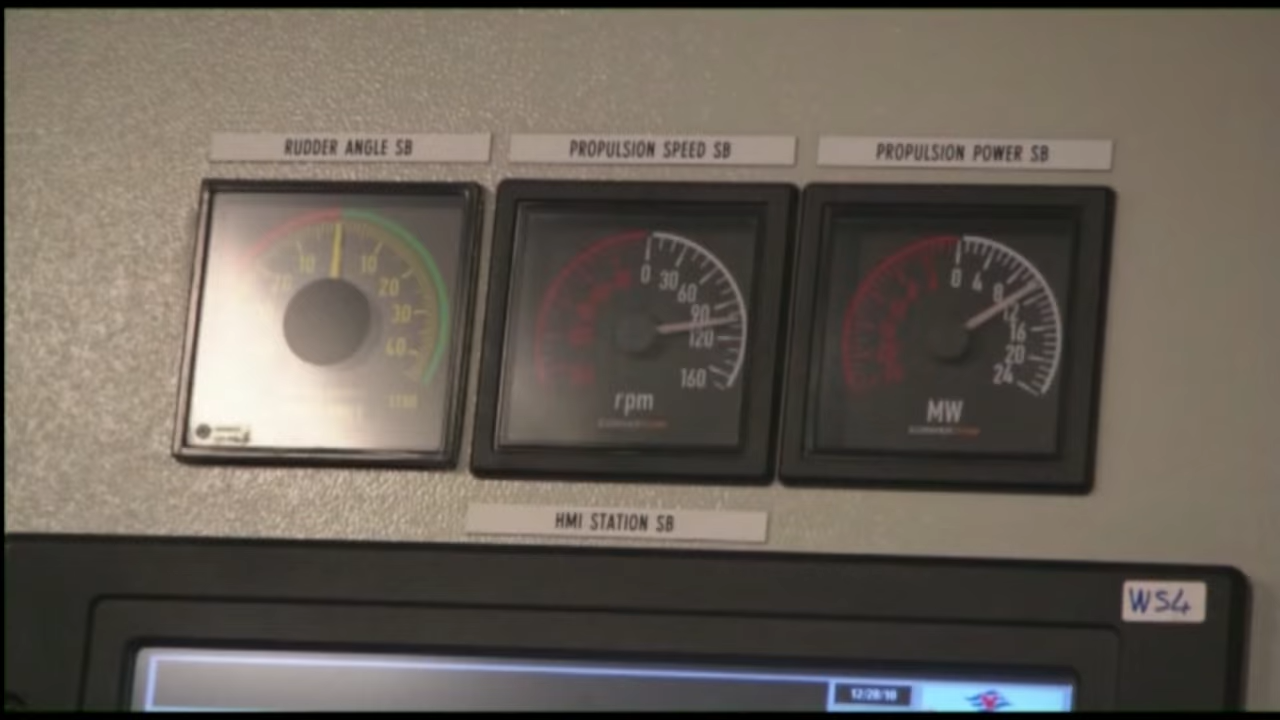 RUDDER ANGLE SB
PROPULSION SPEED SB
PROPULSION POWER SB
10 10
20 20
30
40
0
30
60
90
120
160
rpm
0
4
8
12
16
20
24
MW
HMI STATION SB
WS4
12/28/10